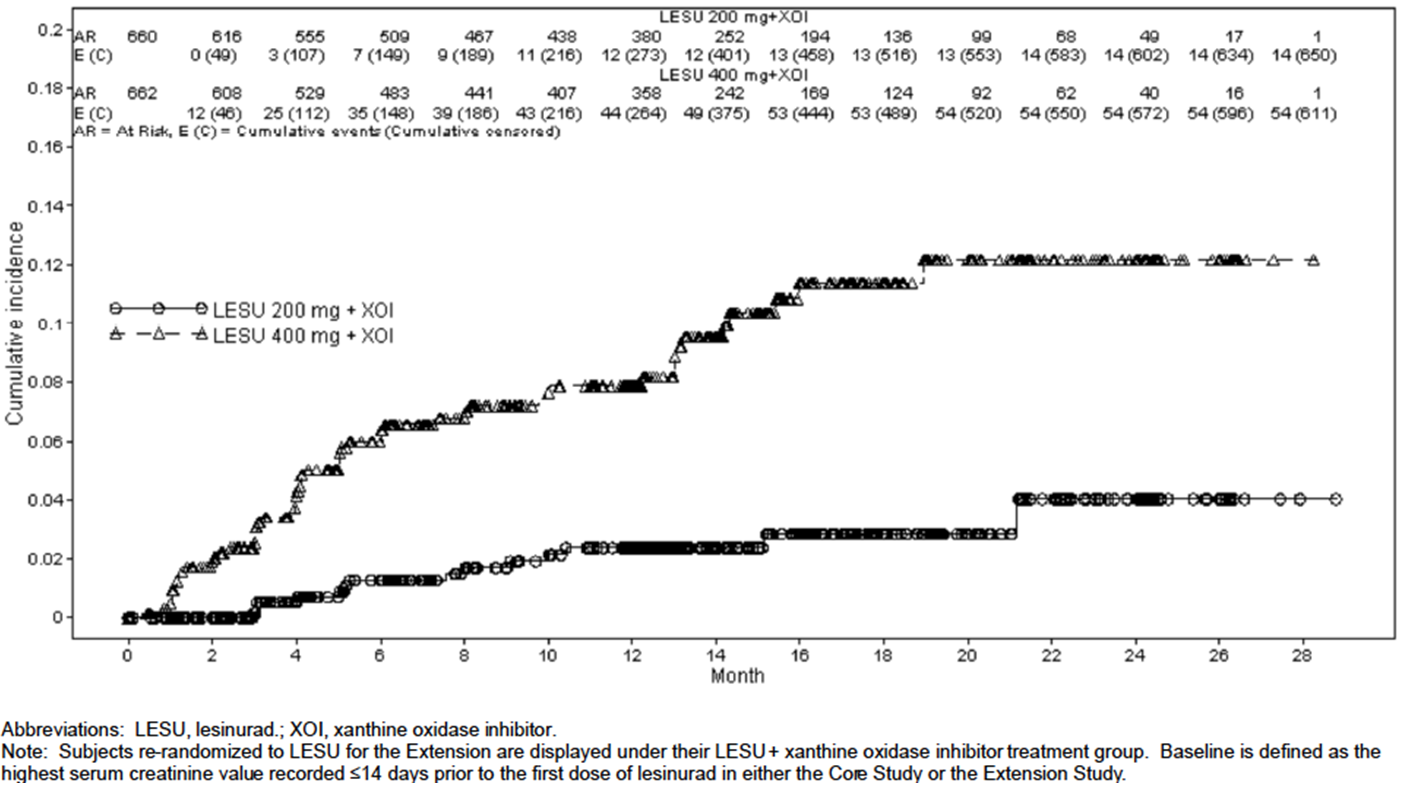 LESU 200 mg+XOI
AR 660 616 555 509 467 438 380 252 194 136 99 68 49 17 1
E (C) 0 (49) 3 (107) 7 (149) 9 (189) 11 (216) 12 (273) 12 (401) 13 (458) 13 (516) 13 (553) 14 (583) 14 (602) 14 (634) 14 (650)
LESU 400 mg+XOI
AR 662 608 529 483 441 407 358 242 169 124 92 62 40 16 1
E (C) 12 (46) 25 (112) 35 (148) 39 (186) 43 (216) 44 (264) 49 (375) 53 (444) 53 (489) 54 (520) 54 (550) 54 (572) 54 (596) 54 (611)
AR = At Risk, E (C) = Cumulative events (Cumulative censored)
0.2
0.18
0.16
0.14
0.12
0.1
0.08
0.06
0.04
0.02
0
Cumulative incidence
LESU 200 mg + XOI
LESU 400 mg + XOI
0 2 4 6 8 10 12 14 16 18 20 22 24 26 28
Month
Abbreviations: LESU, lesinurad.; XOI, xanthine oxidase inhibitor.
Note: Subjects re-randomized to LESU for the Extension are displayed under their LESU + xanthine oxidase inhibitor treatment group. Baseline is defined as the
highest serum creatinine value recorded ≤14 days prior to the first dose of lesinurad in either the Core Study or the Extension Study.